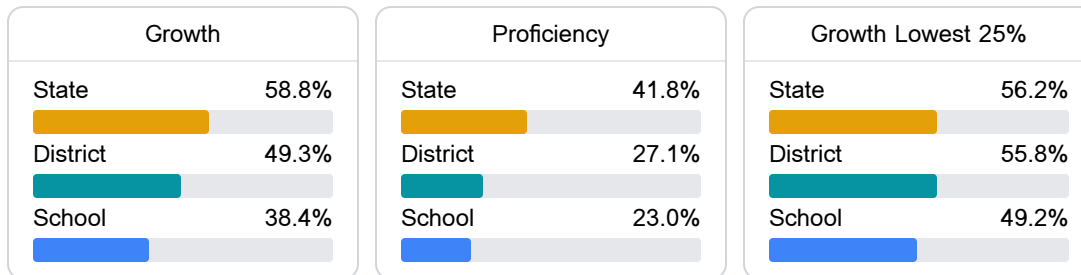 Growth
State 58.8%
District 49.3%
School 38.4%
Proficiency
State 41.8%
District 27.1%
School 23.0%
Growth Lowest 25%
State 56.2%
District 55.8%
School 49.2%